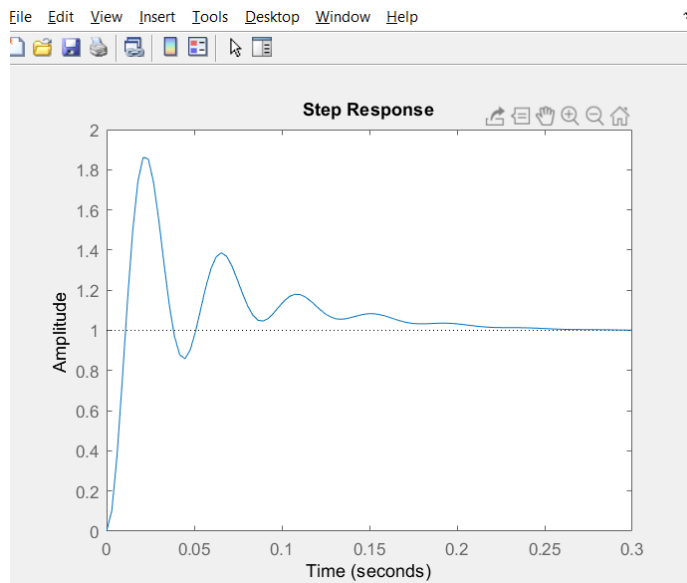 File Edit View Insert Tools Desktop Window Help
Step Response
2
1.8
1.6
1.4
1.2
1
0.8
0.6
0.4
0.2
0
Amplitude
0 0.05 0.1 0.15 0.2 0.25 0.3
Time (seconds)